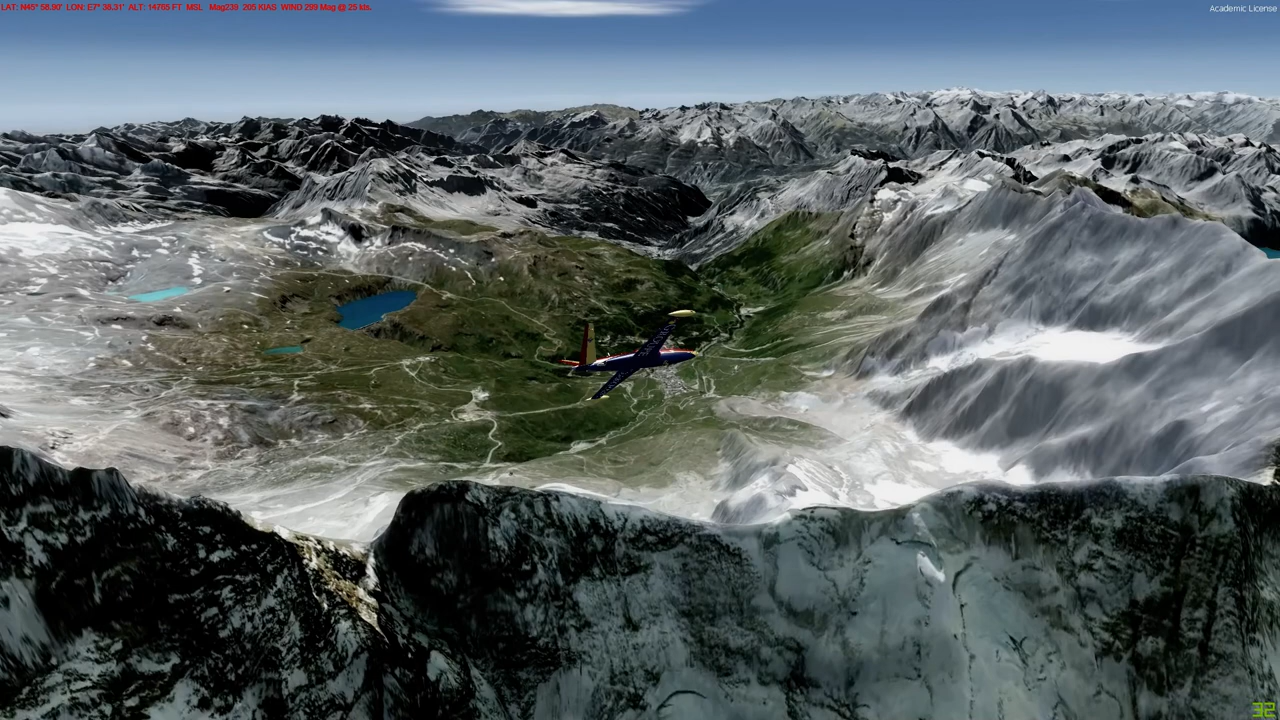 LAT: N45° 58.90' LON: E7° 38.31' ALT: 14765 FT MSL Mag239 205 KIAS WIND 299 Mag @ 25 kts.
Academic License
32